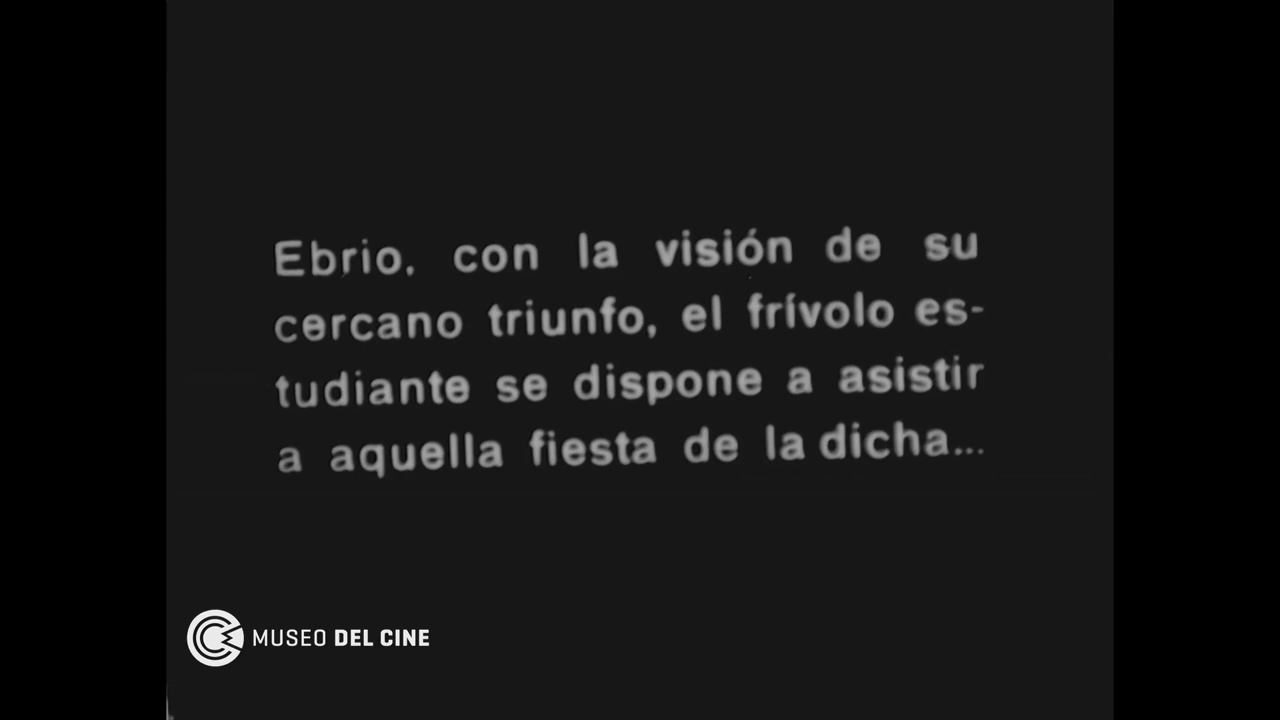 Ebrio, con la visión de su
cercano triunfo, el frívolo es-
tudiante se dispone a asistir
a aquella fiesta de la dicha...
MUSEO DEL CINE